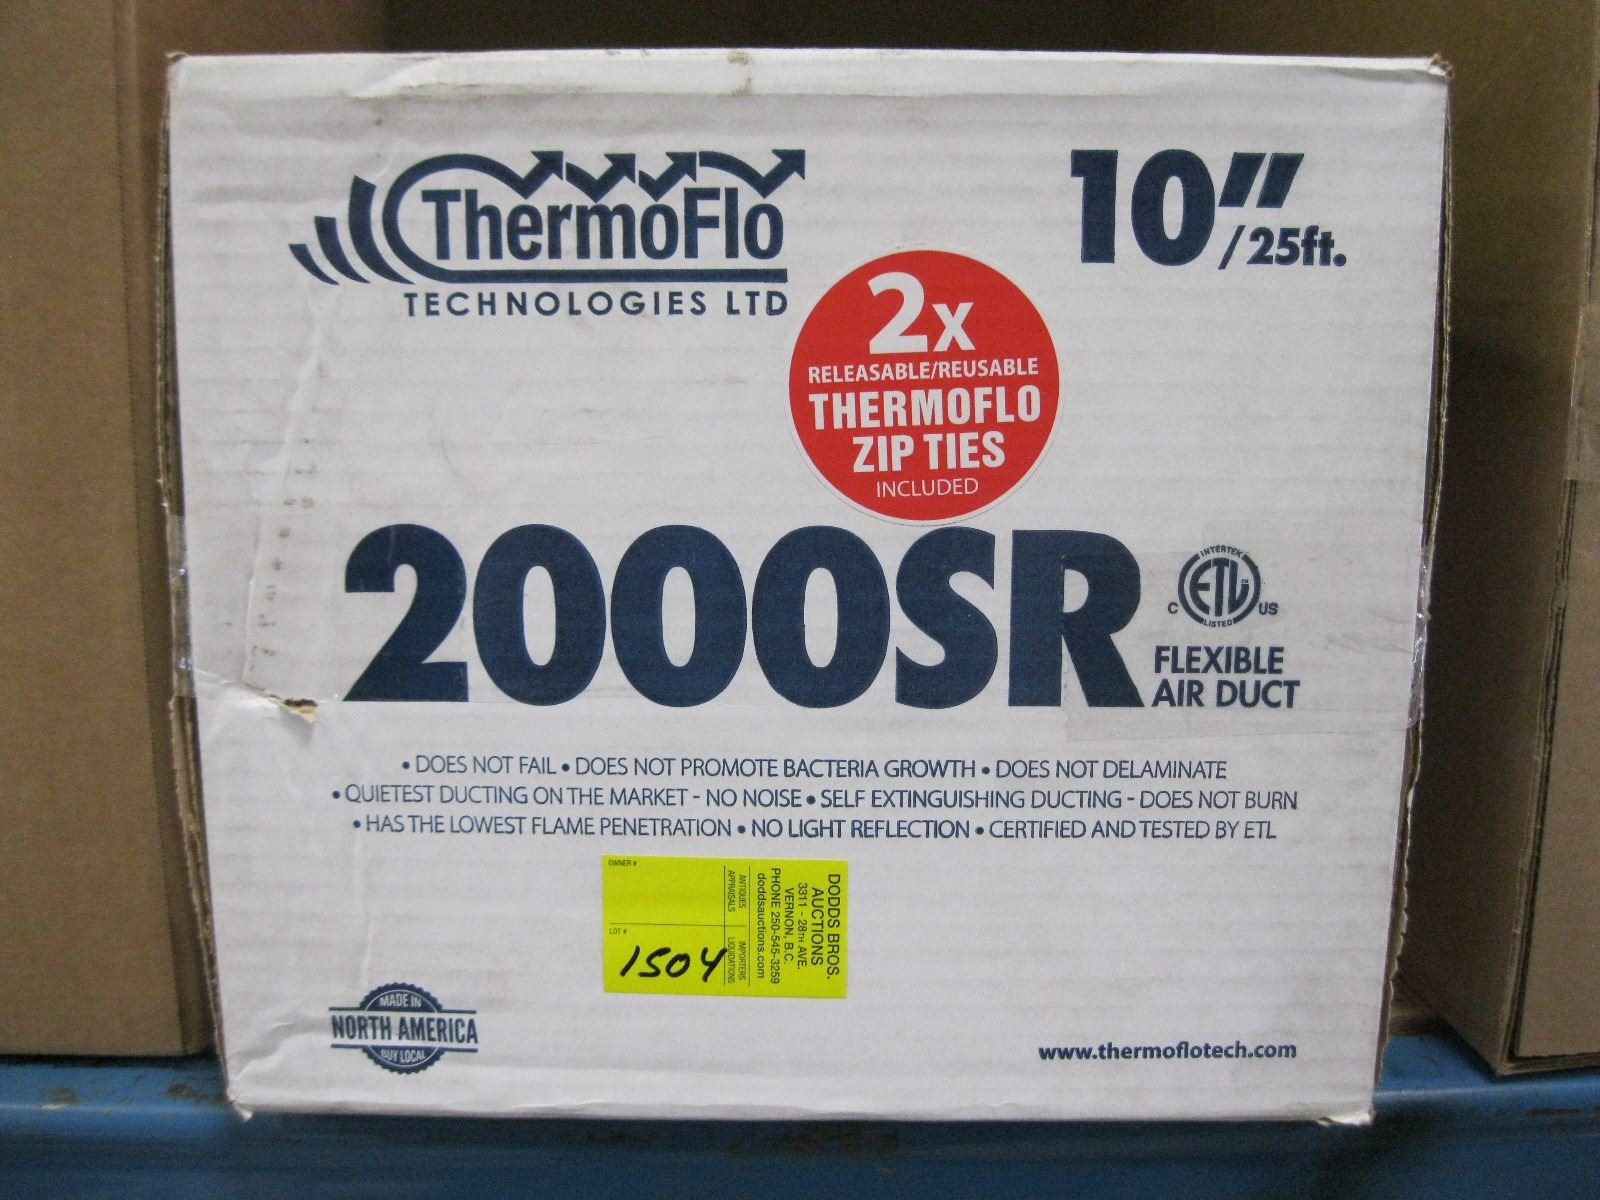 ThermoFlo
TECHNOLOGIES LTD
10"/25ft.
2x
RELEASABLE/REUSABLE
THERMOFLO
ZIP TIES
INCLUDED
2000SR
INTERTEK
C ETL CM US
LISTED
FLEXIBLE
AIR DUCT
• DOES NOT FAIL • DOES NOT PROMOTE BACTERIA GROWTH • DOES NOT DELAMINATE
• QUIETEST DUCTING ON THE MARKET - NO NOISE • SELF EXTINGUISHING DUCTING - DOES NOT BURN
• HAS THE LOWEST FLAME PENETRATION • NO LIGHT REFLECTION • CERTIFIED AND TESTED BY ETL
OWNER #
LOT #
1504
DODDS BROS.
AUCTIONS
3311 - 28TH AVE.
VERNON, B.C.
PHONE 250-545-3259
doddsauctions.com
ANTIQUES IMPORTERS
APPRAISALS LIQUIDATIONS
MADE IN
NORTH AMERICA
BUY LOCAL
www.thermoflotech.com